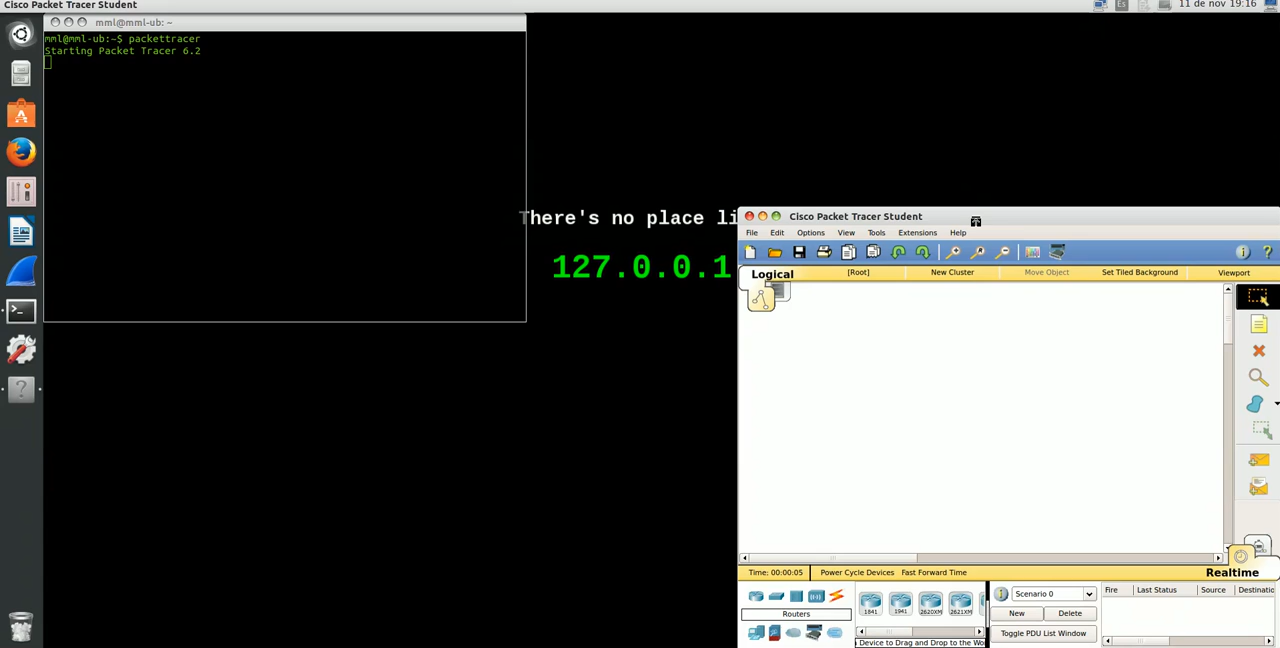 Cisco Packet Tracer Student
Es
11 de nov 19:16
mml@mml-ub: ~
mml@mml-ub:~$ packettracer
Starting Packet Tracer 6.2
There's no place li
127.0.0.1
Cisco Packet Tracer Student
File Edit Options View Tools Extensions Help
Logical [Root] New Cluster Move Object Set Tiled Background Viewport
Time: 00:00:05 Power Cycle Devices Fast Forward Time Realtime
Routers
1841 1941 2620XM 2621XM
Device to Drag and Drop to the Wo
Scenario 0
New Delete
Toggle PDU List Window
Fire Last Status Source Destinatio